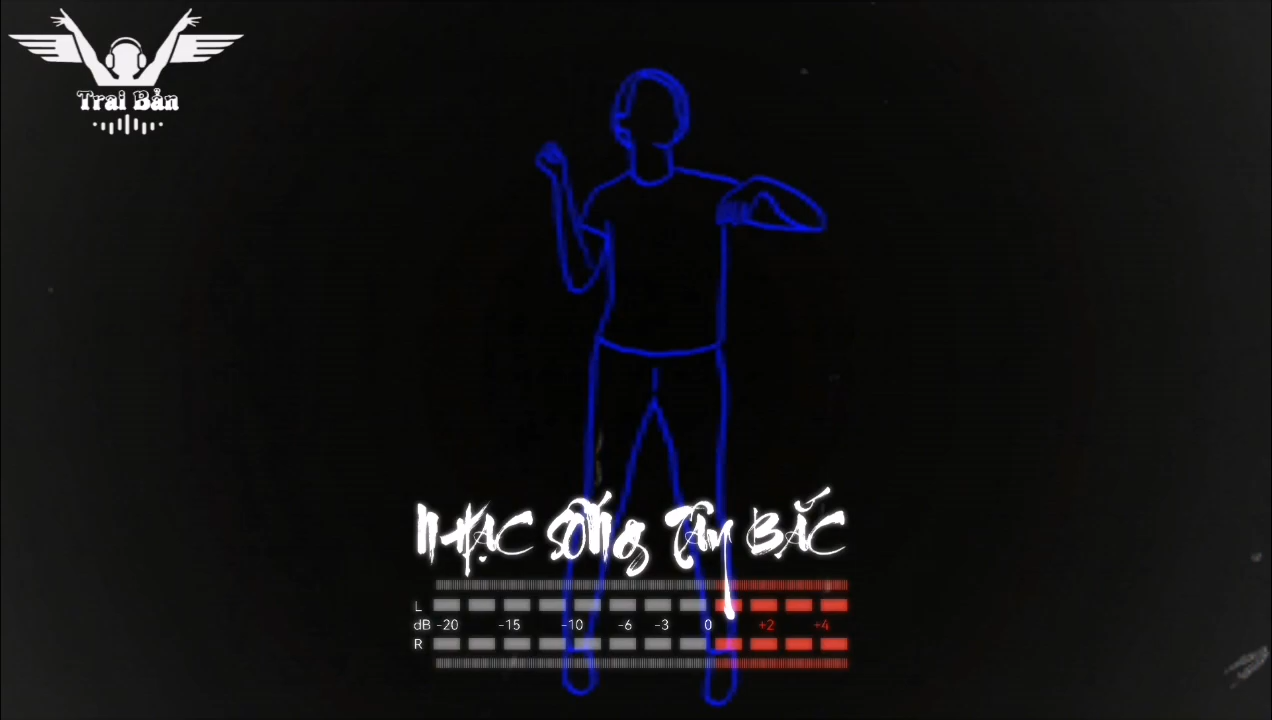 Trai Bản
NHẠC SỐNG TÂY BẮC
L
dB -20 -15 -10 -6 -3 0 +2 +4
R